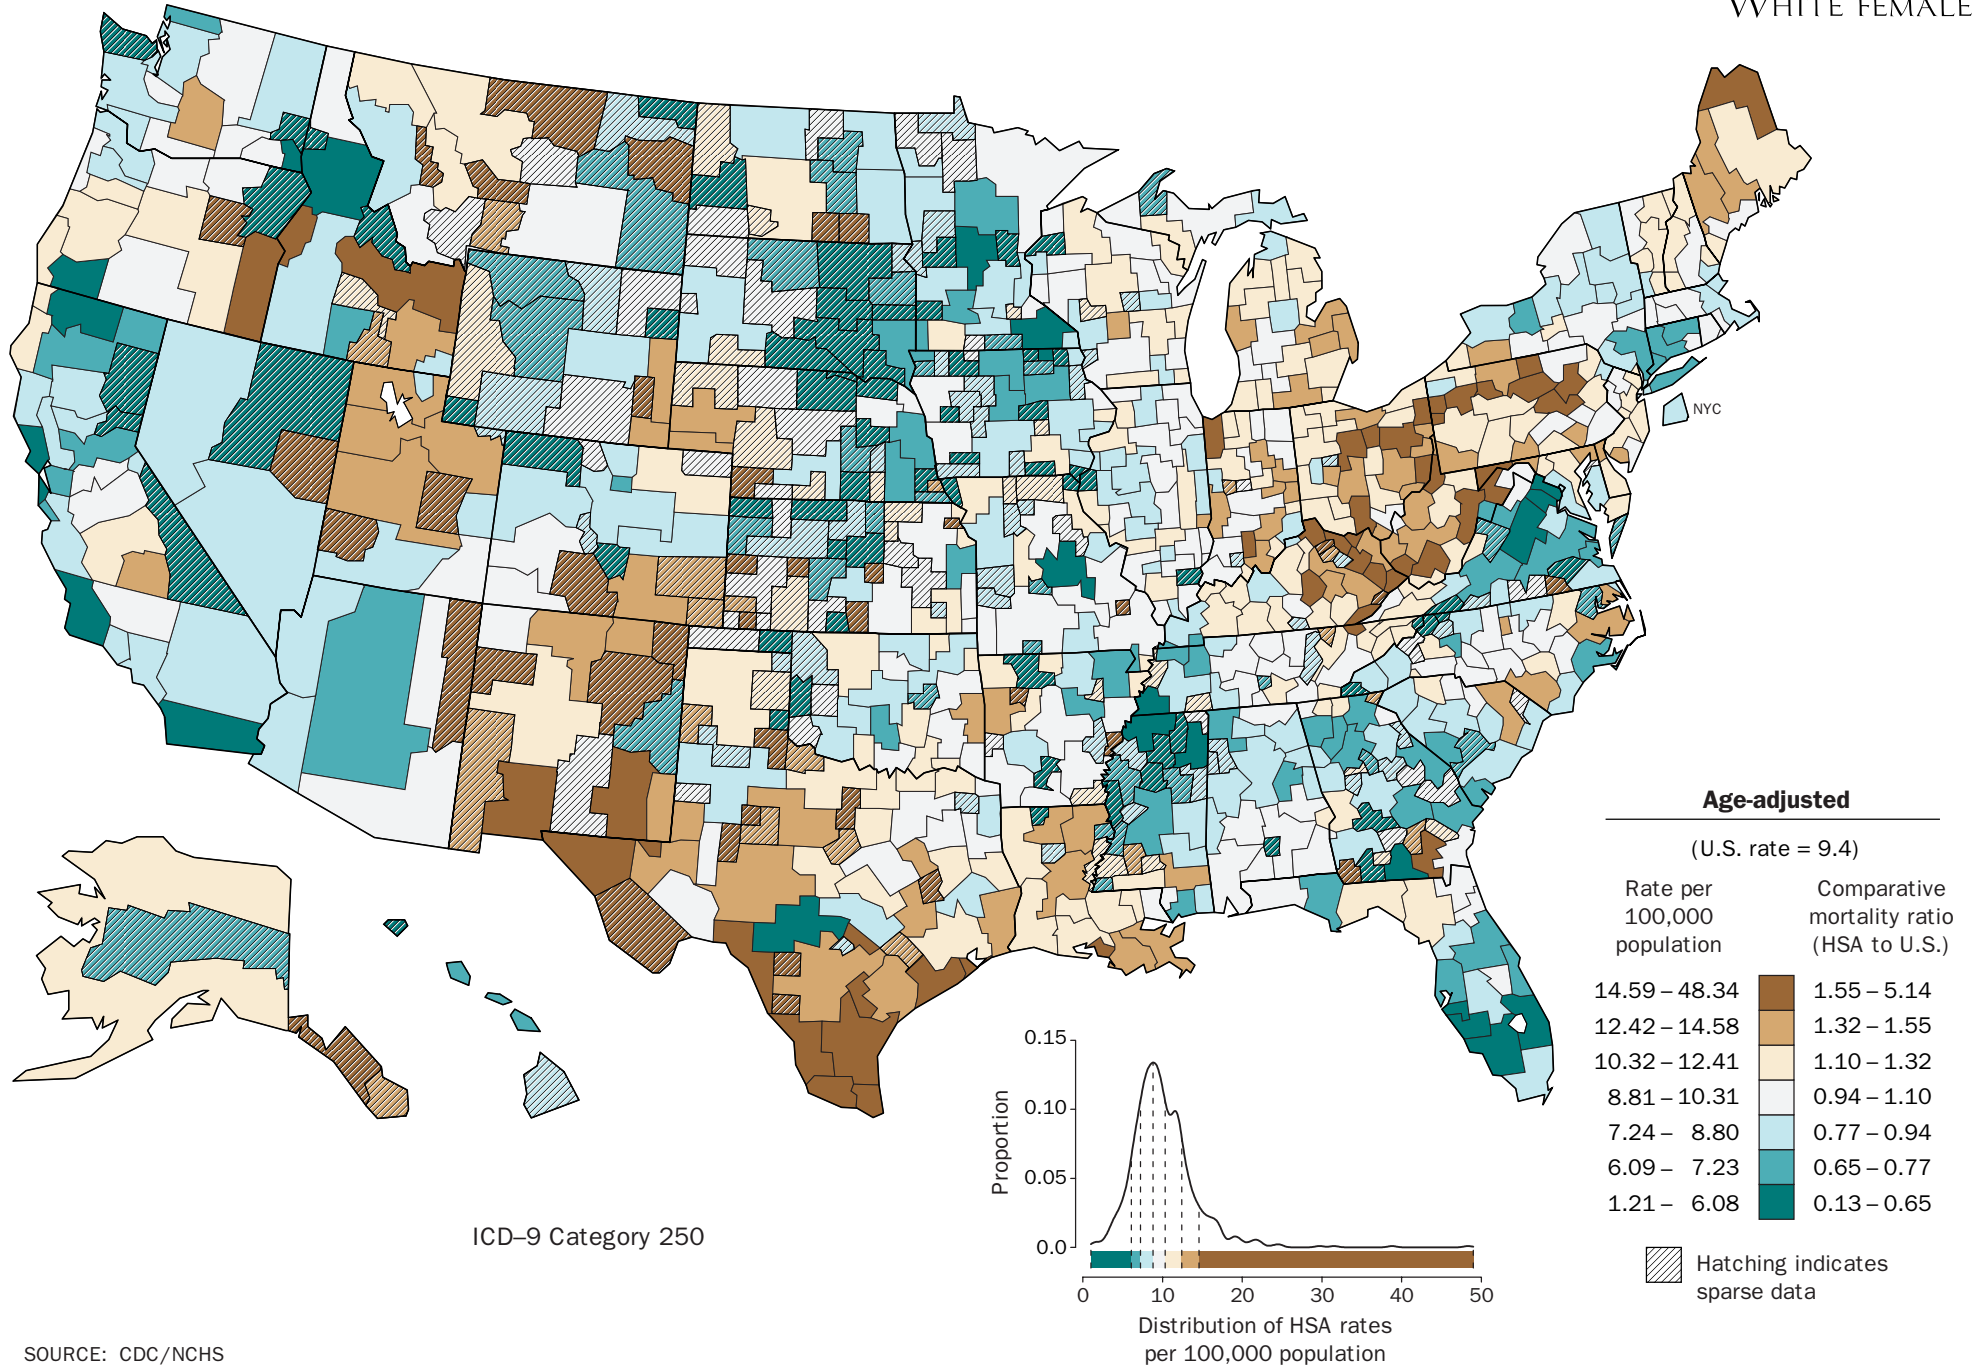 WHITE FEMALE
NYC
Age-adjusted
(U.S. rate = 9.4)
Rate per 100,000 population
Comparative mortality ratio (HSA to U.S.)
14.59 – 48.34 1.55 – 5.14
12.42 – 14.58 1.32 – 1.55
10.32 – 12.41 1.10 – 1.32
8.81 – 10.31 0.94 – 1.10
7.24 – 8.80 0.77 – 0.94
6.09 – 7.23 0.65 – 0.77
1.21 – 6.08 0.13 – 0.65
Hatching indicates
sparse data
0.15
0.10
0.05
0.0
Proportion
0 10 20 30 40 50
Distribution of HSA rates
per 100,000 population
ICD–9 Category 250
SOURCE: CDC/NCHS